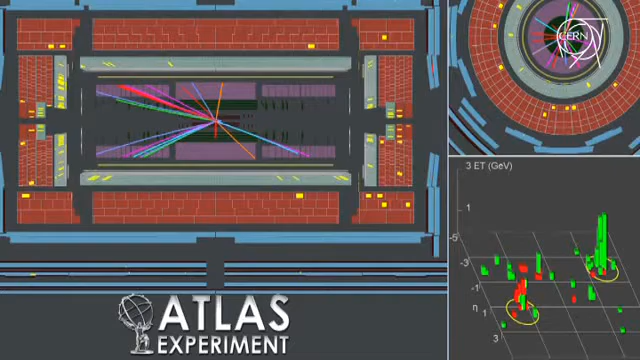 CERN
3 ET (GeV)
1
-5
-3
-1
η 1
3
ATLAS
EXPERIMENT